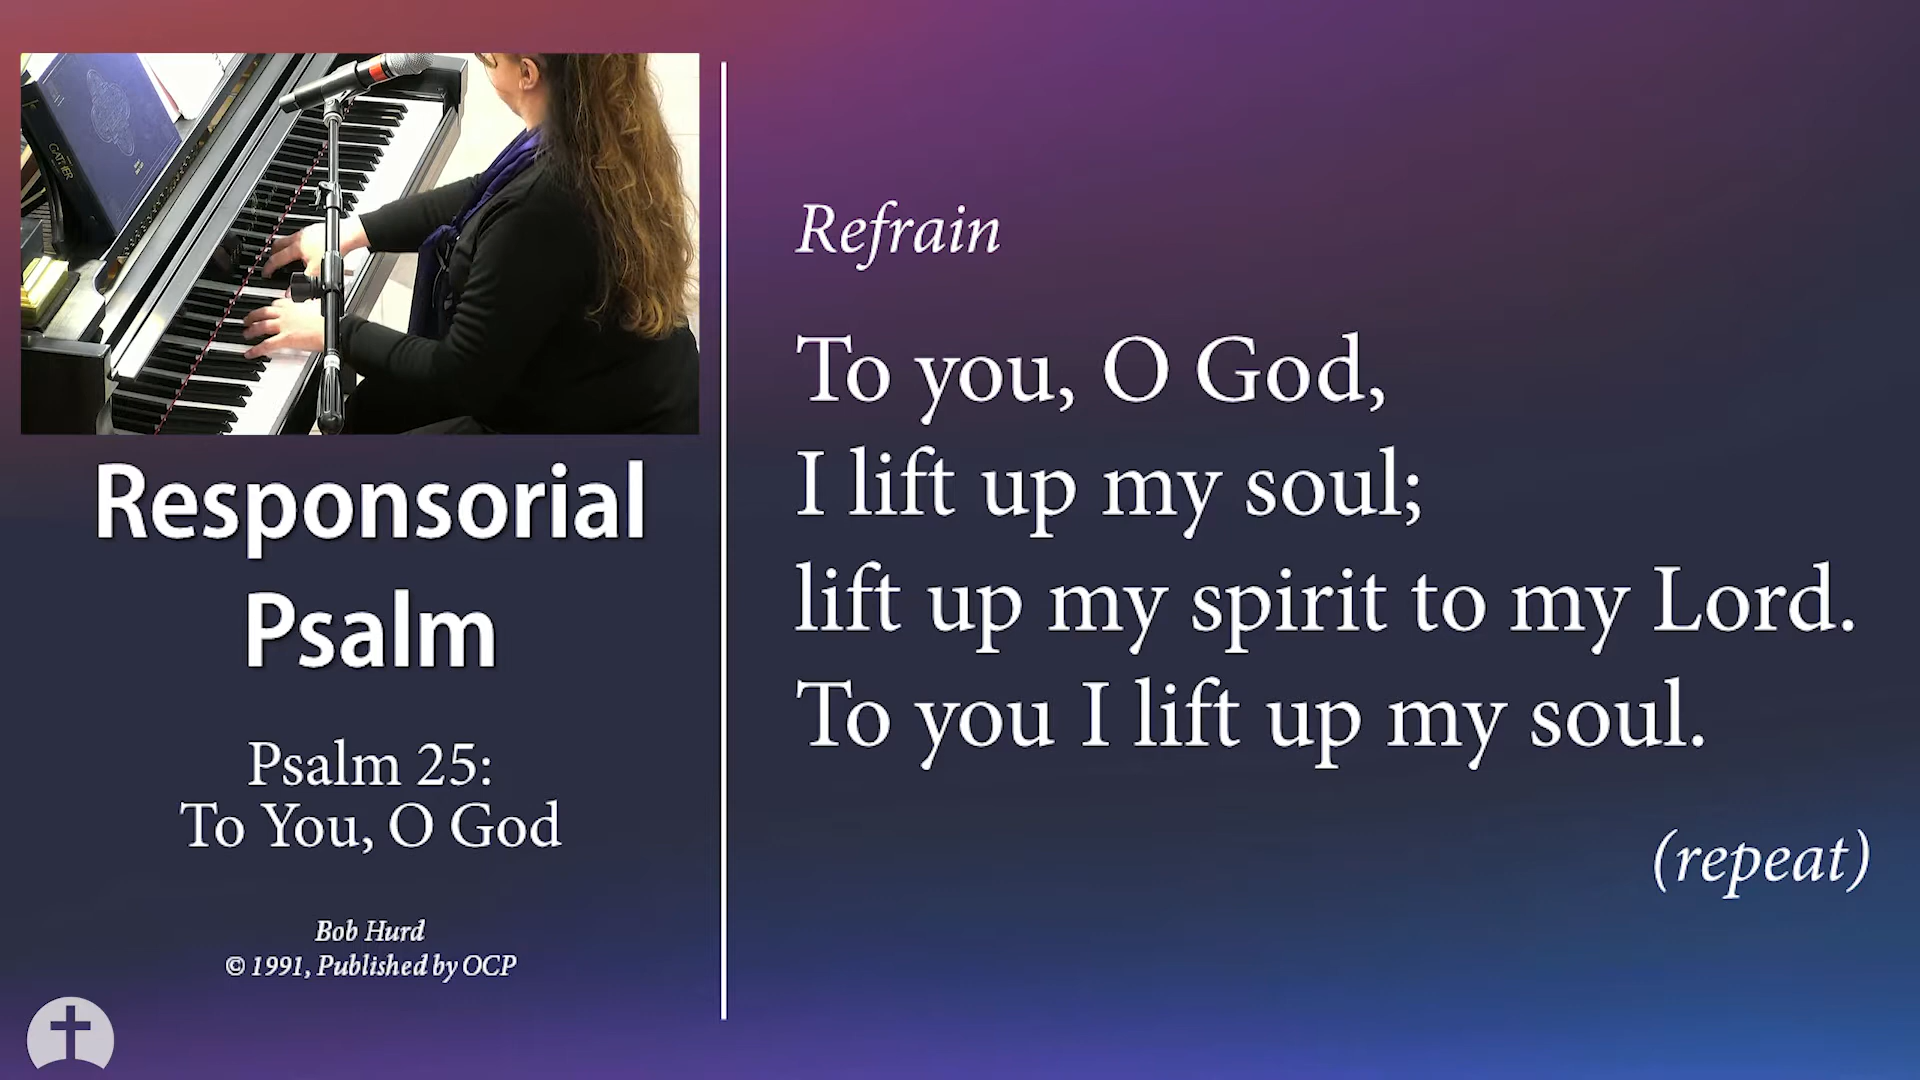 GATHER
Responsorial
Psalm
Psalm 25:
To You, O God
Bob Hurd
© 1991, Published by OCP
Refrain
To you, O God,
I lift up my soul;
lift up my spirit to my Lord.
To you I lift up my soul.
(repeat)